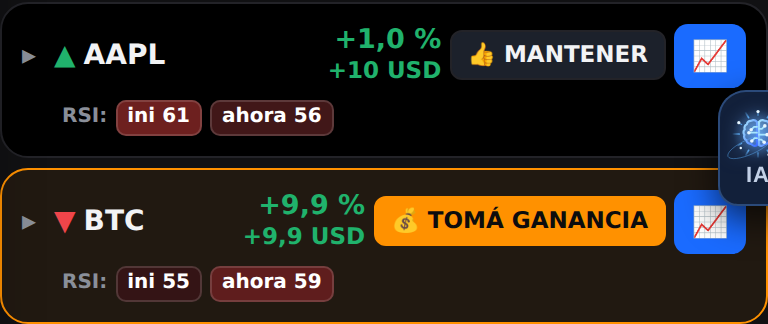 ▶ ▲ AAPL +1,0 % 👍 MANTENER
+10 USD
RSI: ini 61 ahora 56
IA
▶ ▼ BTC +9,9 % 💰 TOMÁ GANANCIA
+9,9 USD
RSI: ini 55 ahora 59